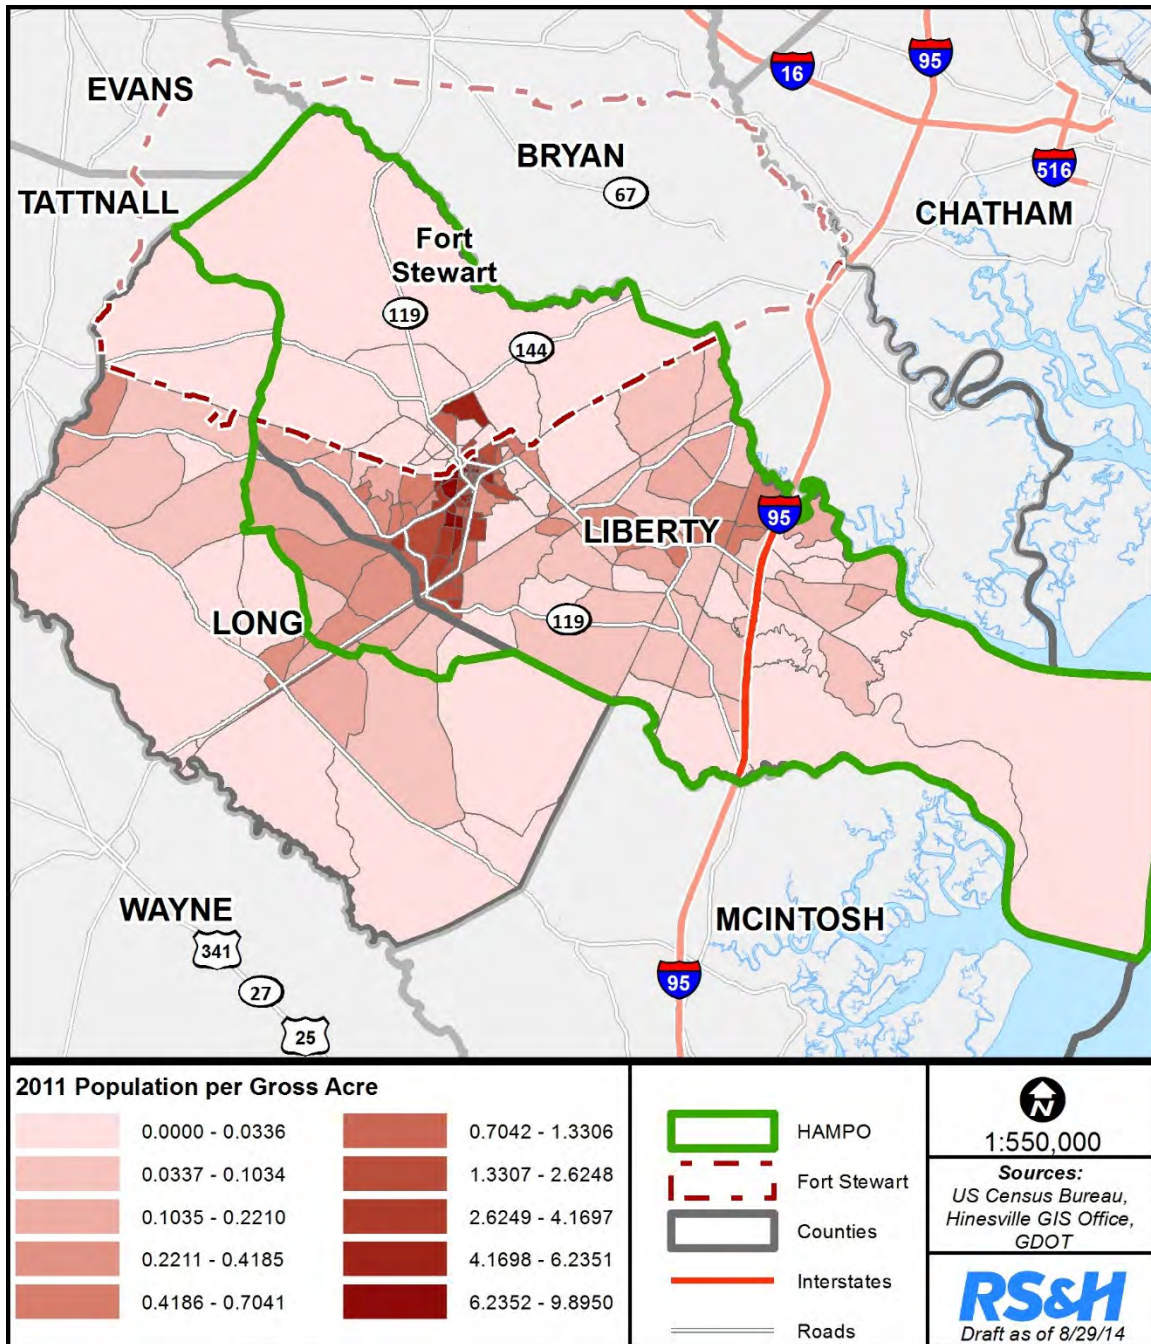 EVANS
16
95
BRYAN
67
516
TATTNALL
CHATHAM
Fort
Stewart
119
144
95
LIBERTY
LONG
119
WAYNE
MCINTOSH
341
95
27
25
2011 Population per Gross Acre
0.0000 - 0.0336
0.0337 - 0.1034
0.1035 - 0.2210
0.2211 - 0.4185
0.4186 - 0.7041
0.7042 - 1.3306
1.3307 - 2.6248
2.6249 - 4.1697
4.1698 - 6.2351
6.2352 - 9.8950
HAMPO
Fort Stewart
Counties
Interstates
Roads
N
1:550,000
Sources:
US Census Bureau,
Hinesville GIS Office,
GDOT
RS&H
Draft as of 8/29/14